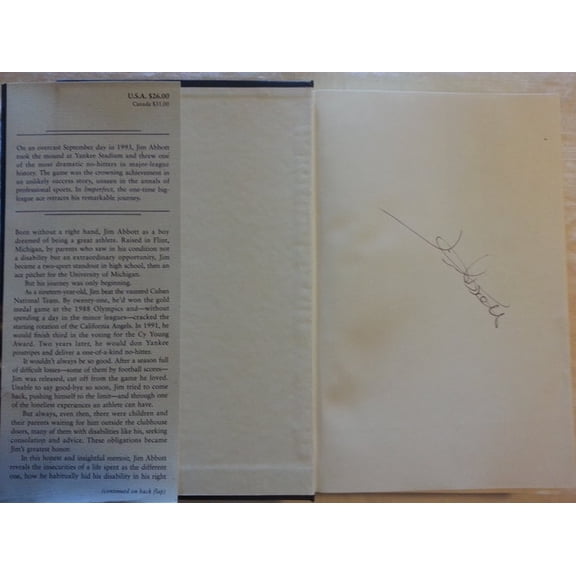 U.S.A. $26.00
Canada $31.00
On an overcast September day in 1993, Jim Abbott
took the mound at Yankee Stadium and threw one
of the most dramatic no-hitters in major-league
history. The game was the crowning achievement in
an unlikely success story, unseen in the annals of
professional sports. In Imperfect, the one-time big-
league ace retraces his remarkable journey.
Born without a right hand, Jim Abbott as a boy
dreamed of being a great athlete. Raised in Flint,
Michigan, by parents who saw in his condition not
a disability but an extraordinary opportunity, Jim
became a two-sport standout in high school, then an
ace pitcher for the University of Michigan.
But his journey was only beginning.
As a nineteen-year-old, Jim beat the vaunted Cuban
National Team. By twenty-one, he'd won the gold
medal game at the 1988 Olympics and—without
spending a day in the minor leagues—cracked the
starting rotation of the California Angels. In 1991, he
would finish third in the voting for the Cy Young
Award. Two years later, he would don Yankee
pinstripes and deliver a one-of-a-kind no-hitter.
It wouldn't always be so good. After a season full
of difficult losses—some of them by football scores—
Jim was released, cut off from the game he loved.
Unable to say good-bye so soon, Jim tried to come
back, pushing himself to the limit—and through one
of the loneliest experiences an athlete can have.
But always, even then, there were children and
their parents waiting for him outside the clubhouse
doors, many of them with disabilities like his, seeking
consolation and advice. These obligations became
Jim's greatest honor.
In this honest and insightful memoir, Jim Abbott
reveals the insecurities of a life spent as the different
one, how he habitually hid his disability in his right
(continued on back flap)
J Abbott